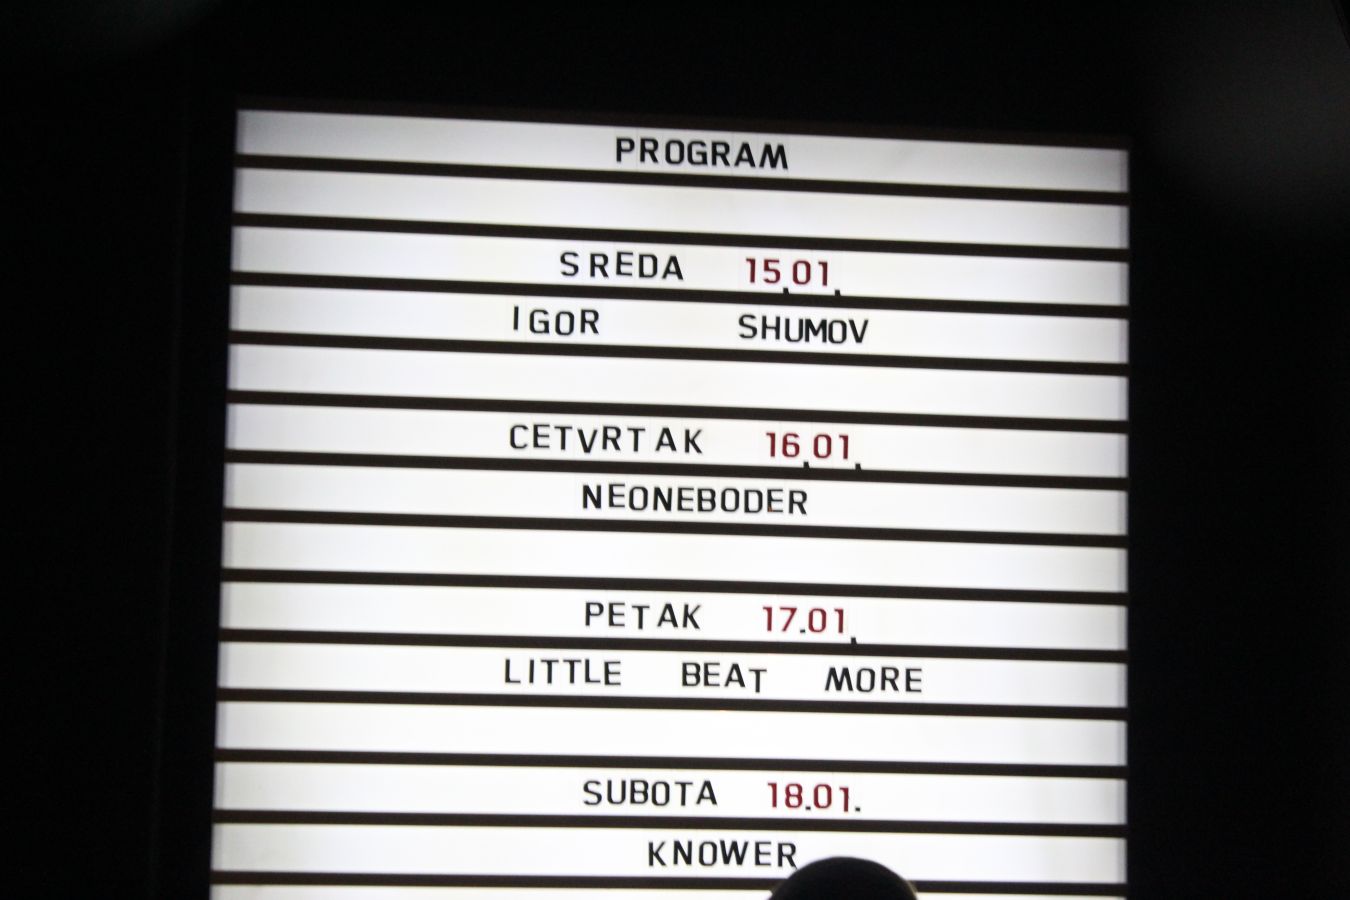 PROGRAM
SREDA 15.01.
IGOR SHUMOV
CETVRTAK 16.01.
NEONEBODER
PETAK 17.01.
LITTLE BEAT MORE
SUBOTA 18.01.
KNOWER